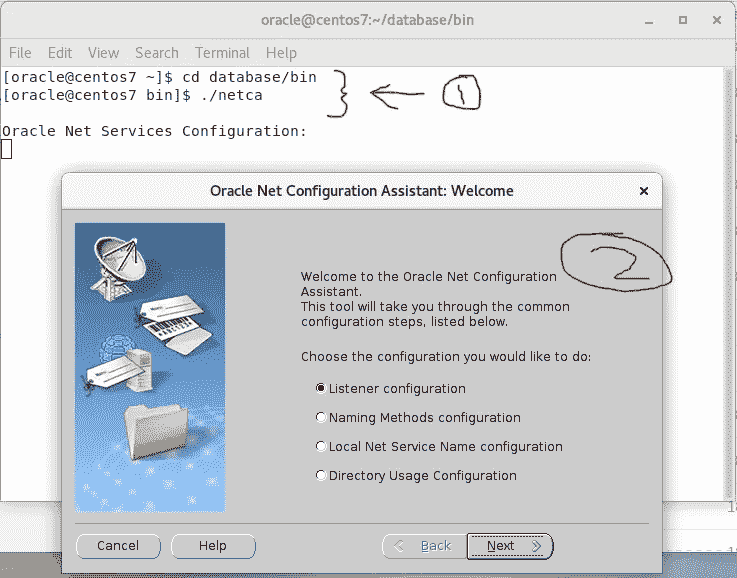 oracle@centos7:~/database/bin
File Edit View Search Terminal Help
[oracle@centos7 ~]$ cd database/bin
[oracle@centos7 bin]$ ./netca
1
Oracle Net Services Configuration:
Oracle Net Configuration Assistant: Welcome
2
Welcome to the Oracle Net Configuration
Assistant.
This tool will take you through the common
configuration steps, listed below.
Choose the configuration you would like to do:
Listener configuration
Naming Methods configuration
Local Net Service Name configuration
Directory Usage Configuration
Cancel Help Back Next